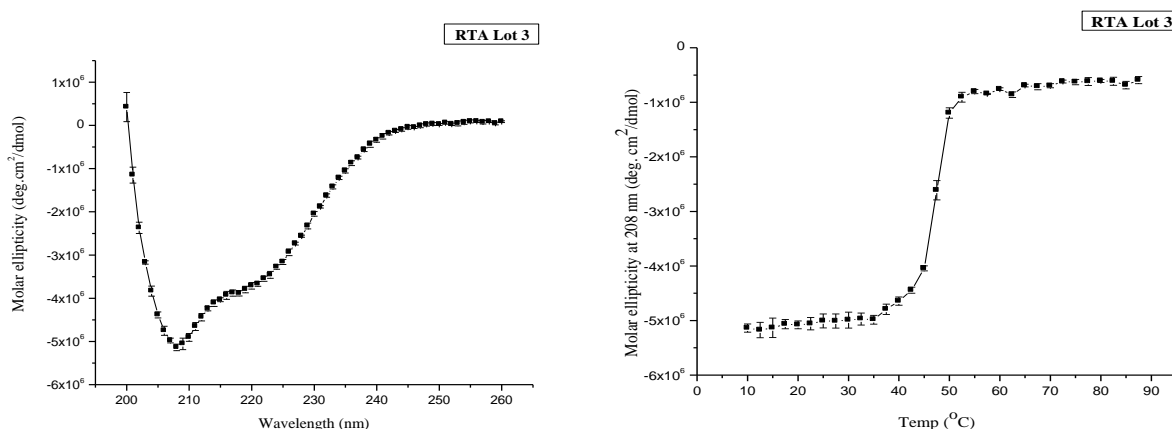 RTA Lot 3
1x10⁶
0
-1x10⁶
-2x10⁶
-3x10⁶
-4x10⁶
-5x10⁶
-6x10⁶
Molar ellipticity (deg.cm²/dmol)
200 210 220 230 240 250 260
Wavelength (nm)
RTA Lot 3
0
-1x10⁶
-2x10⁶
-3x10⁶
-4x10⁶
-5x10⁶
-6x10⁶
Molar ellipticity at 208 nm (deg. cm²/dmol)
0 10 20 30 40 50 60 70 80 90
Temp (°C)